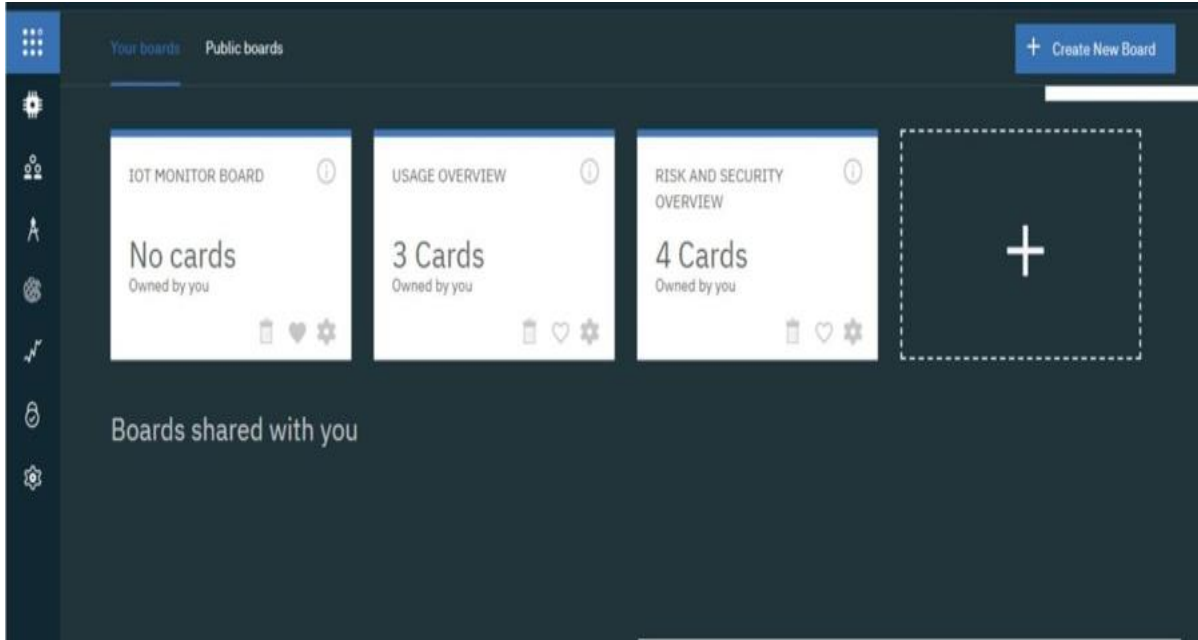 Your boards
Public boards
+ Create New Board
IOT MONITOR BOARD
No cards
Owned by you
USAGE OVERVIEW
3 Cards
Owned by you
RISK AND SECURITY
OVERVIEW
4 Cards
Owned by you
Boards shared with you